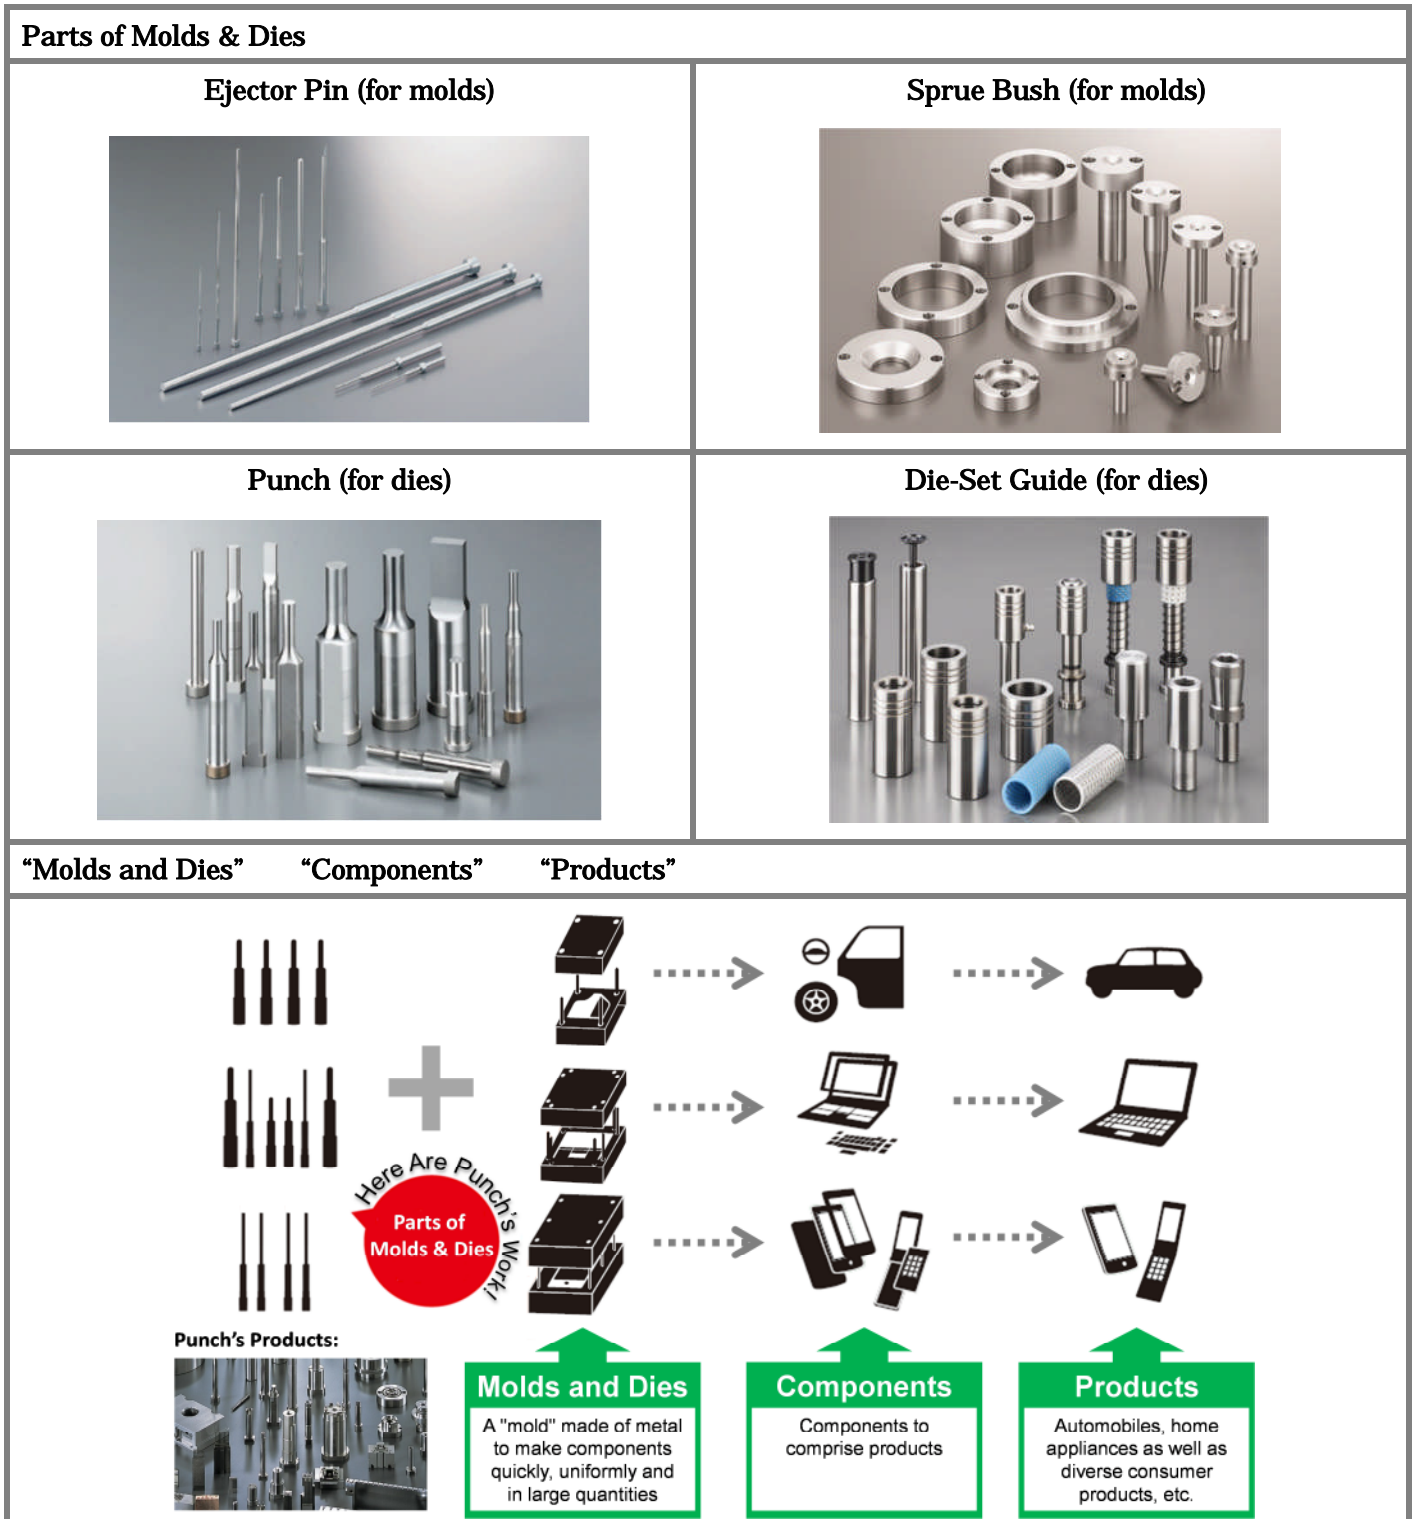 Parts of Molds & Dies
Ejector Pin (for molds)
Sprue Bush (for molds)
Punch (for dies)
Die-Set Guide (for dies)
“Molds and Dies” “Components” “Products”
Here Are Punch's Work!
Parts of
Molds & Dies
Punch's Products:
Molds and Dies
A "mold" made of metal
to make components
quickly, uniformly and
in large quantities
Components
Components to
comprise products
Products
Automobiles, home
appliances as well as
diverse consumer
products, etc.